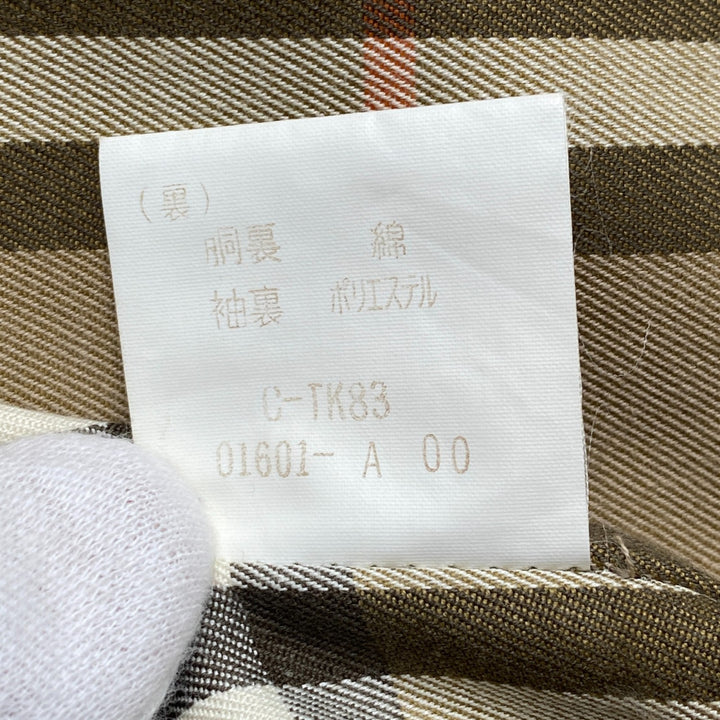 (裏)
胴裏 綿
袖裏 ポリエステル
C-TK83
01601- A 00